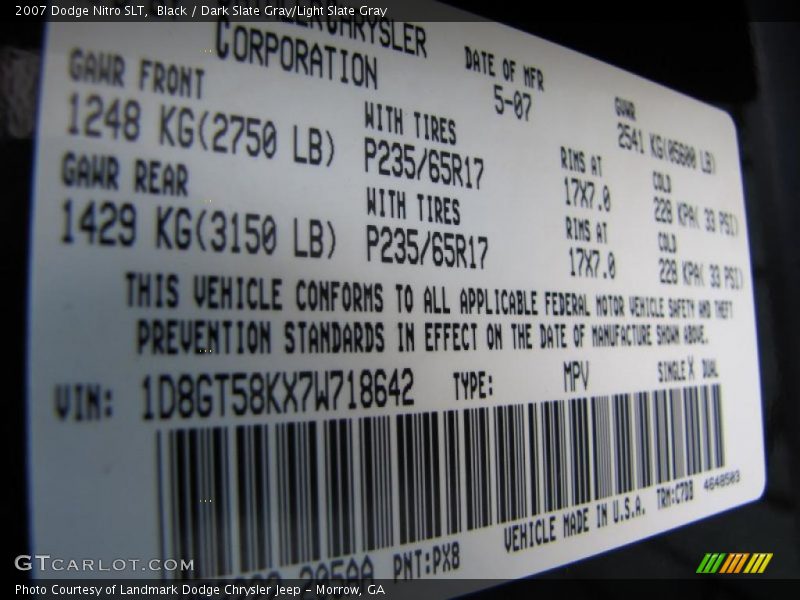 2007 Dodge Nitro SLT, Black / Dark Slate Gray/Light Slate Gray
CHRYSLER
CORPORATION
DATE OF MFR
5-07
GVWR
2541 KG(05600 LB)
GAWR FRONT
1248 KG(2750 LB)
WITH TIRES
P235/65R17
RIMS AT
17X7.0
COLD
228 KPA( 33 PSI)
GAWR REAR
1429 KG(3150 LB)
WITH TIRES
P235/65R17
RIMS AT
17X7.0
COLD
228 KPA( 33 PSI)
THIS VEHICLE CONFORMS TO ALL APPLICABLE FEDERAL MOTOR VEHICLE SAFETY AND THEFT
PREVENTION STANDARDS IN EFFECT ON THE DATE OF MANUFACTURE SHOWN ABOVE.
VIN: 1D8GT58KX7W718642 TYPE: MPV SINGLE X DUAL
VEHICLE MADE IN U.S.A. TRM:C7D8 4648503
205AA PNT:PX8
GTCARLOT.COM
Photo Courtesy of Landmark Dodge Chrysler Jeep - Morrow, GA